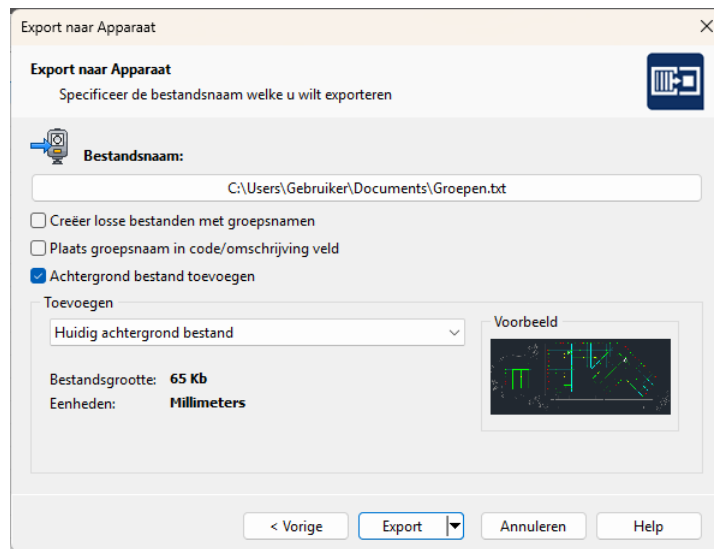 Export naar Apparaat
Export naar Apparaat
Specificeer de bestandsnaam welke u wilt exporteren
Bestandsnaam:
C:\Users\Gebruiker\Documents\Groepen.txt
Creëer losse bestanden met groepsnamen
Plaats groepsnaam in code/omschrijving veld
Achtergrond bestand toevoegen
Toevoegen
Huidig achtergrond bestand
Voorbeeld
Bestandsgrootte: 65 Kb
Eenheden: Millimeters
< Vorige Export Annuleren Help